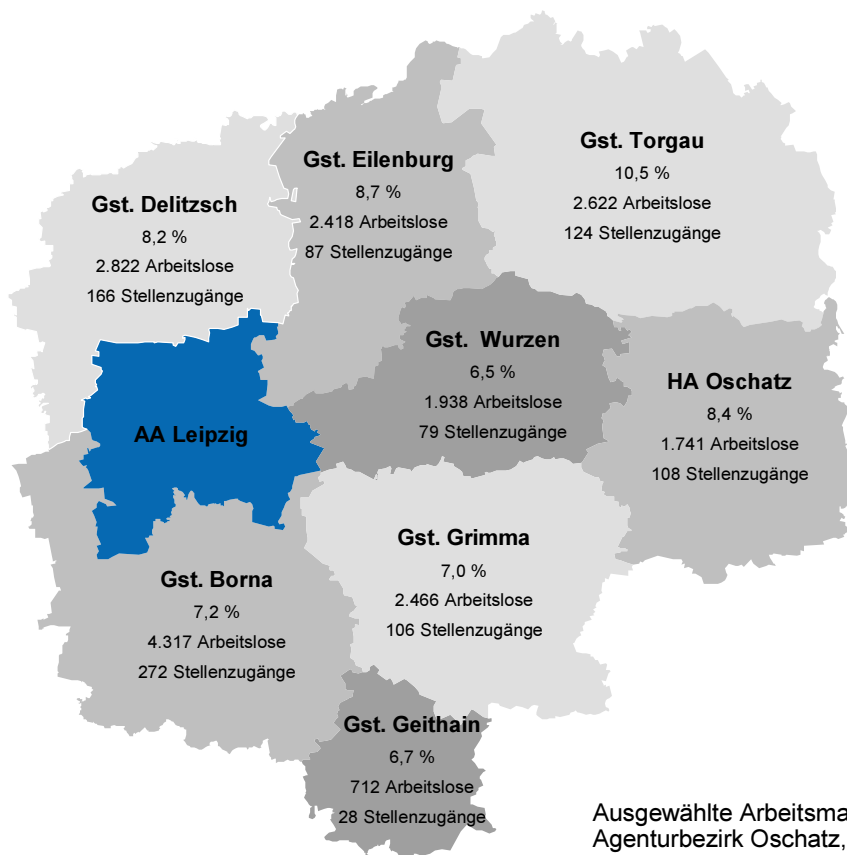 Gst. Torgau
10,5 %
2.622 Arbeitslose
124 Stellenzugänge
Gst. Eilenburg
8,7 %
2.418 Arbeitslose
87 Stellenzugänge
Gst. Delitzsch
8,2 %
2.822 Arbeitslose
166 Stellenzugänge
Gst. Wurzen
6,5 %
1.938 Arbeitslose
79 Stellenzugänge
HA Oschatz
8,4 %
1.741 Arbeitslose
108 Stellenzugänge
AA Leipzig
Gst. Grimma
7,0 %
2.466 Arbeitslose
106 Stellenzugänge
Gst. Borna
7,2 %
4.317 Arbeitslose
272 Stellenzugänge
Gst. Geithain
6,7 %
712 Arbeitslose
28 Stellenzugänge
Ausgewählte
Agenturbezirk Oschatz,